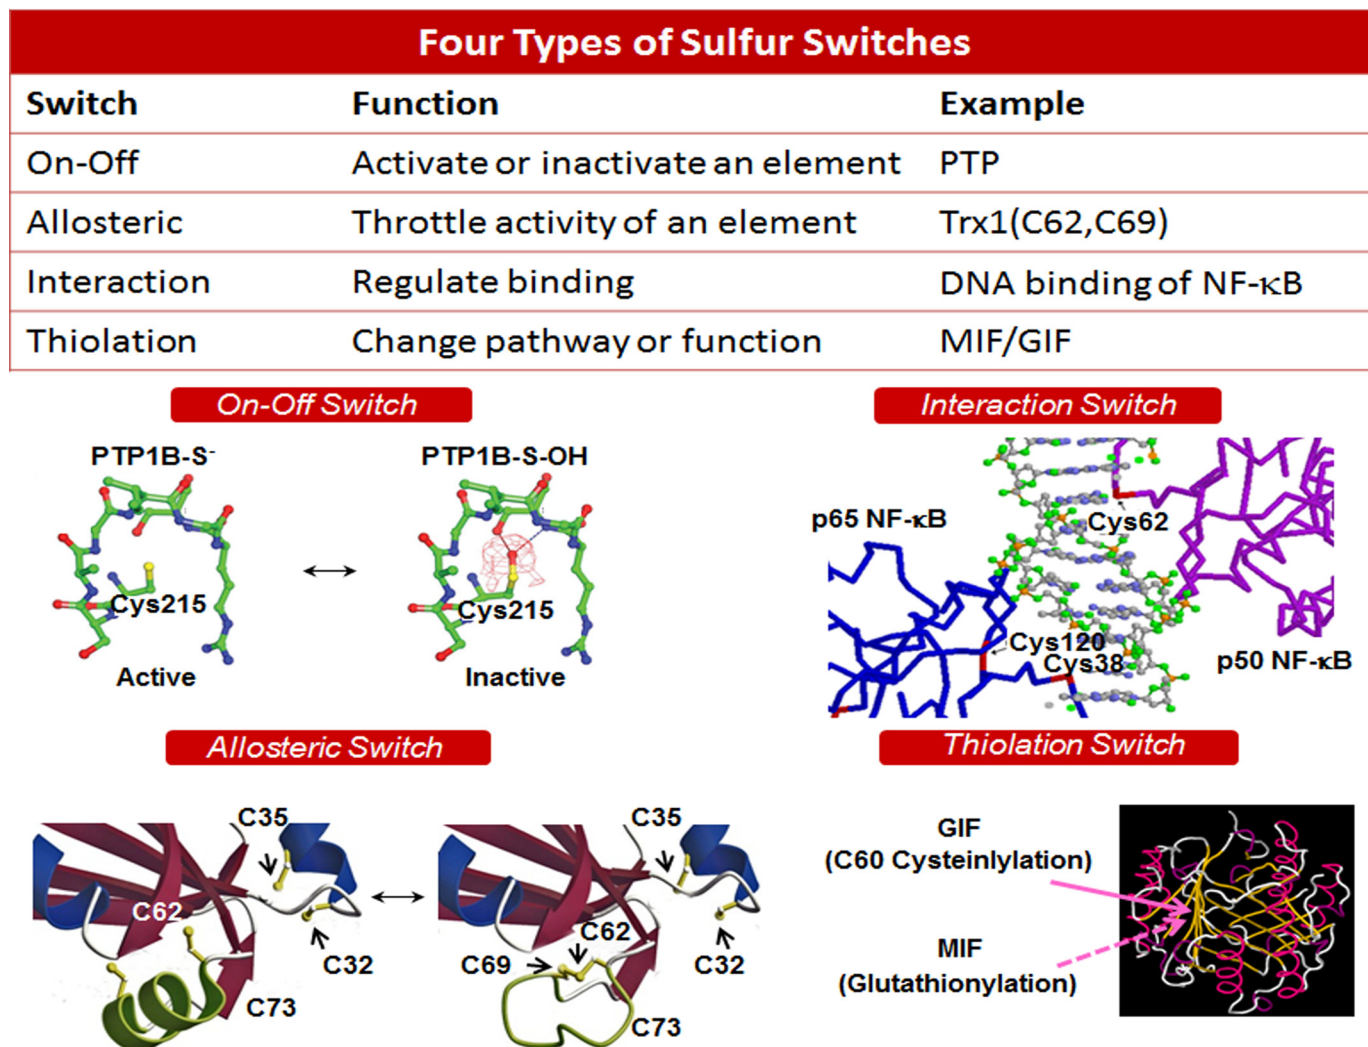 Four Types of Sulfur Switches
Switch Function Example
On-Off Activate or inactivate an element PTP
Allosteric Throttle activity of an element Trx1(C62,C69)
Interaction Regulate binding DNA binding of NF-κB
Thiolation Change pathway or function MIF/GIF
On-Off Switch
PTP1B-S-
PTP1B-S-OH
Cys215
Cys215
Active
Inactive
Interaction Switch
p65 NF-κB
Cys62
Cys120
Cys38
p50 NF-κB
Allosteric Switch
C35
C62
C32
C73
C35
C62
C69
C32
C73
Thiolation Switch
GIF
(C60 Cysteinlylation)
MIF
(Glutathionylation)